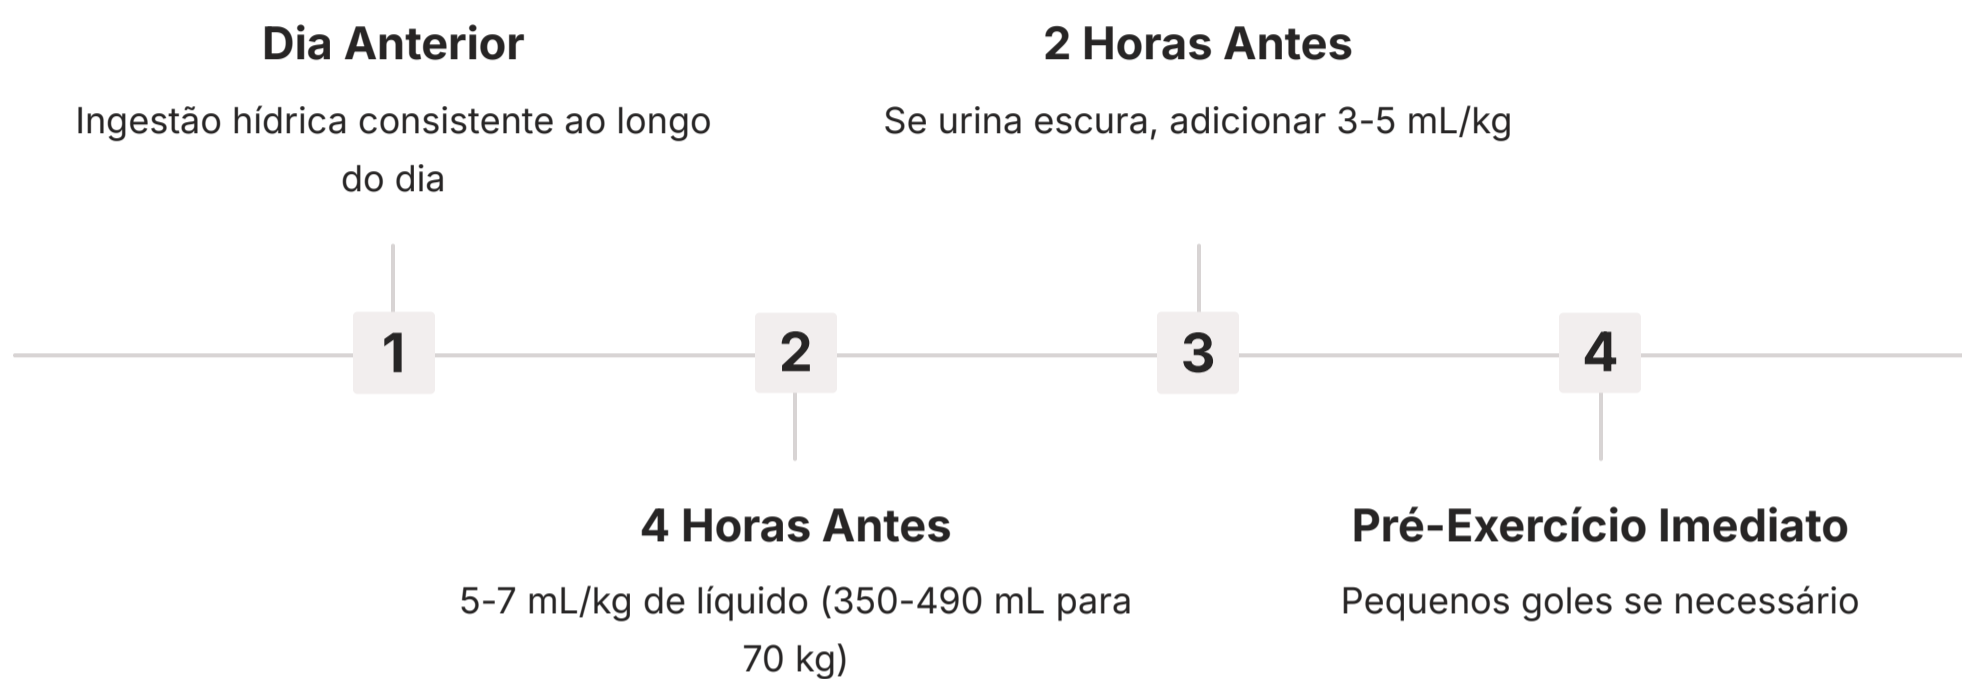 Dia Anterior
Ingestão hídrica consistente ao longo
do dia
2 Horas Antes
Se urina escura, adicionar 3-5 mL/kg
1
2
3
4
4 Horas Antes
5-7 mL/kg de líquido (350-490 mL para
70 kg)
Pré-Exercício Imediato
Pequenos goles se necessário